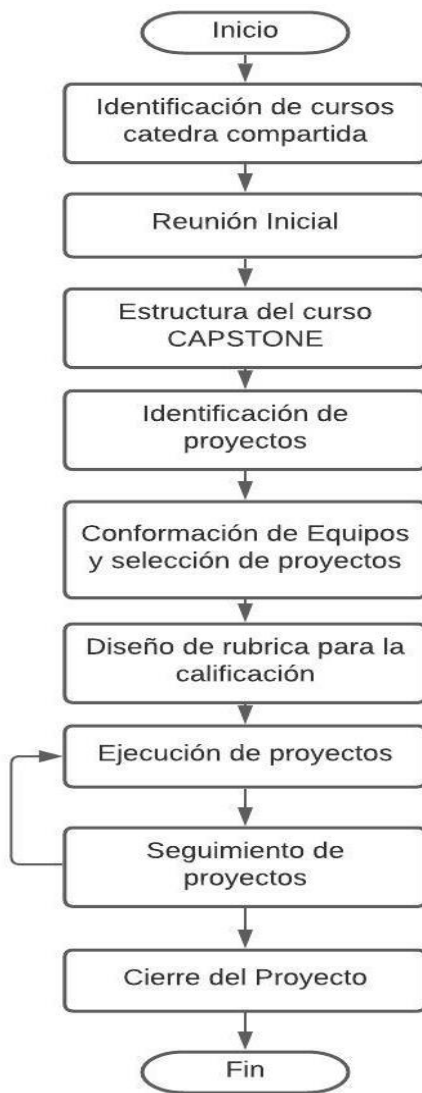 Inicio
Identificación de cursos
catedra compartida
Reunión Inicial
Estructura del curso
CAPSTONE
Identificación de
proyectos
Conformación de Equipos
y selección de proyectos
Diseño de rubrica para la
calificación
Ejecución de proyectos
Seguimiento de
proyectos
Cierre del Proyecto
Fin